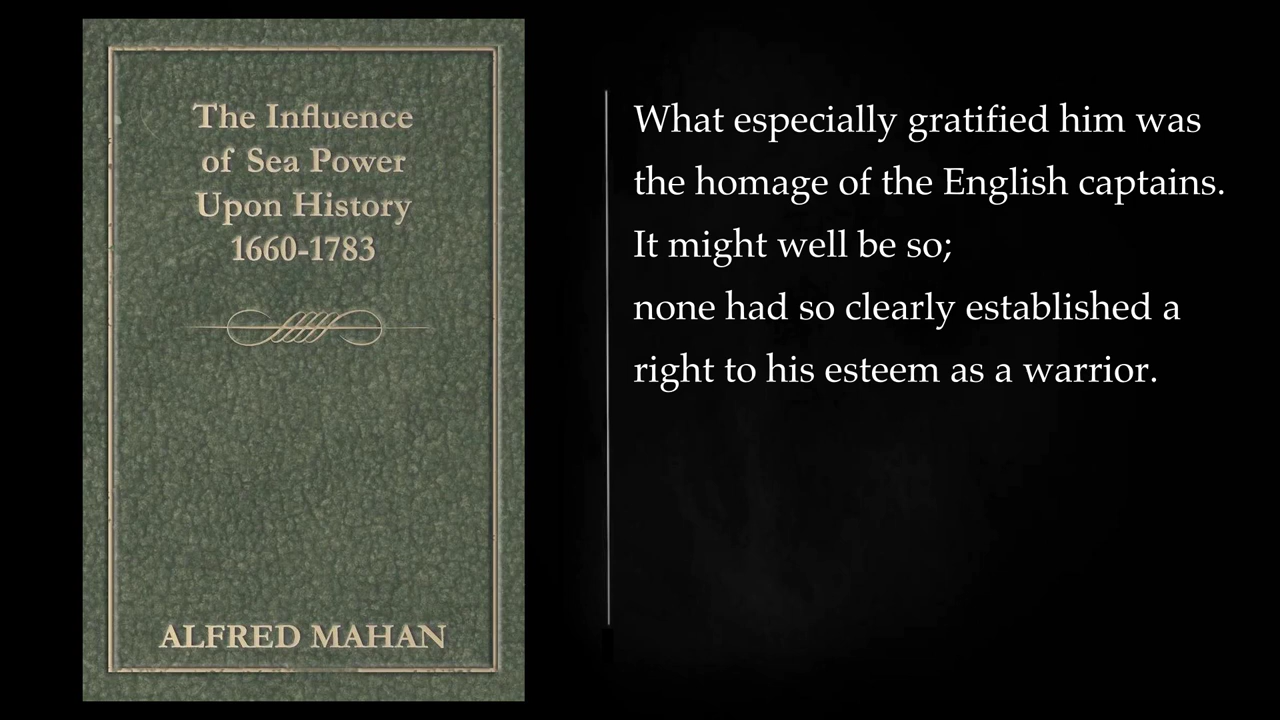 The Influence
of Sea Power
Upon History
1660-1783
ALFRED MAHAN
What especially gratified him was
the homage of the English captains.
It might well be so;
none had so clearly established a
right to his esteem as a warrior.